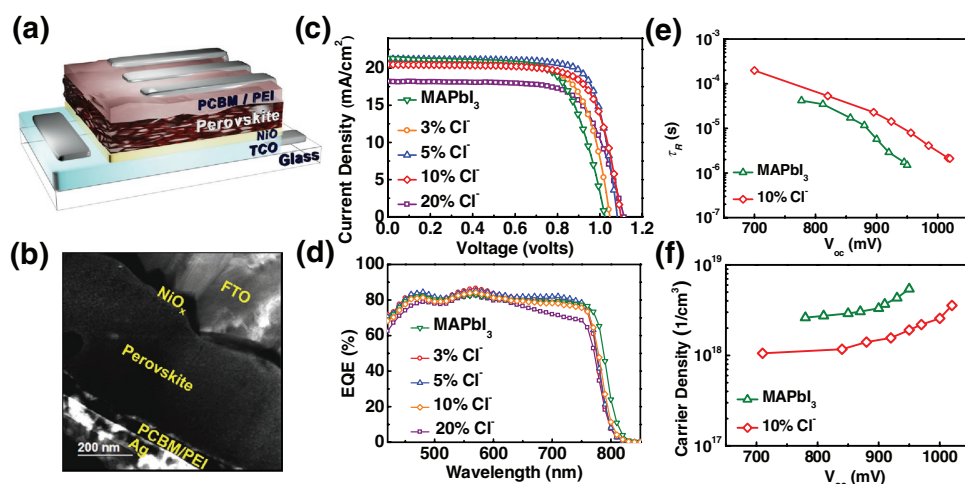 (a)
PCBM / PEI
Perovskite
NiO
TCO
Glass
(b)
NiOx
FTO
Perovskite
PCBM/PEI
Ag
200 nm
(c)
Current Density (mA/cm²)
25
20
15
10
5
0
MAPbI₃
3% Cl⁻
5% Cl⁻
10% Cl⁻
20% Cl⁻
0.0 0.2 0.4 0.6 0.8 1.0 1.2
Voltage (volts)
(d)
EQE (%)
100
80
60
40
20
0
MAPbI₃
3% Cl⁻
5% Cl⁻
10% Cl⁻
20% Cl⁻
400 500 600 700 800
Wavelength (nm)
(e)
τR (s)
10⁻³
10⁻⁴
10⁻⁵
10⁻⁶
10⁻⁷
MAPbI₃
10% Cl⁻
700 800 900 1000
Voc (mV)
(f)
Carrier Density (1/cm³)
10¹⁹
10¹⁸
10¹⁷
MAPbI₃
10% Cl⁻
700 800 900 1000
Voc (mV)